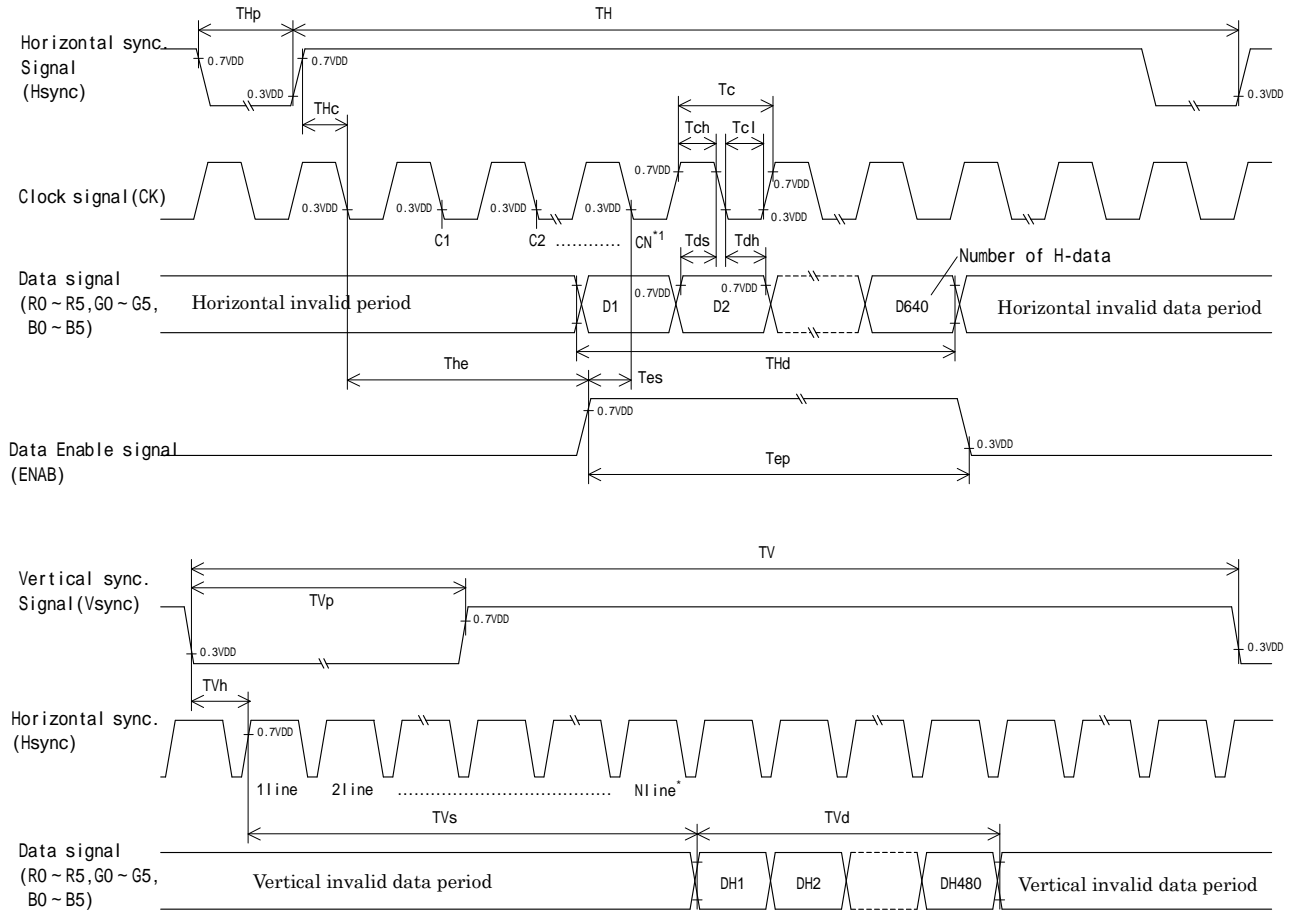 THp
TH
Horizontal sync.
Signal
(Hsync)
0.7VDD
0.3VDD
0.7VDD
0.3VDD
THc
Tc
Tch
Tcl
Clock signal(CK)
0.3VDD
0.3VDD
0.3VDD
0.3VDD
0.7VDD
0.7VDD
0.3VDD
C1
C2
............
CN*1
Tds
Tdh
Number of H-data
Data signal
(R0～R5,G0～G5,
B0～B5)
Horizontal invalid period
D1
0.7VDD
D2
0.7VDD
D640
Horizontal invalid data period
THd
The
Tes
0.7VDD
Data Enable signal
(ENAB)
0.3VDD
Tep
TV
Vertical sync.
Signal(Vsync)
TVp
0.7VDD
0.3VDD
0.3VDD
TVh
Horizontal sync.
(Hsync)
0.7VDD
1line
2line
.......................................
Nline*
TVs
TVd
Data signal
(R0～R5,G0～G5,
B0～B5)
Vertical invalid data period
DH1
DH2
DH480
Vertical invalid data period